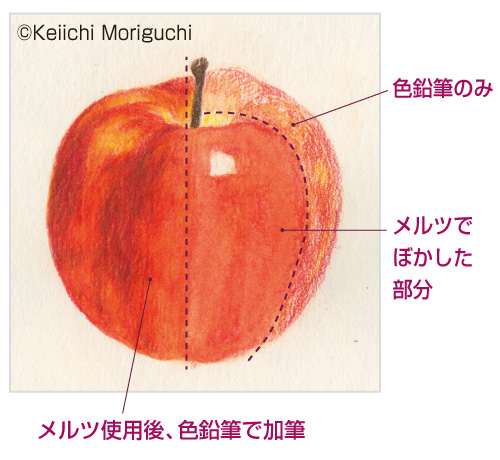 ©Keiichi Moriguchi
色鉛筆のみ
メルツで
ぼかした
部分
メルツ使用後、色鉛筆で加筆